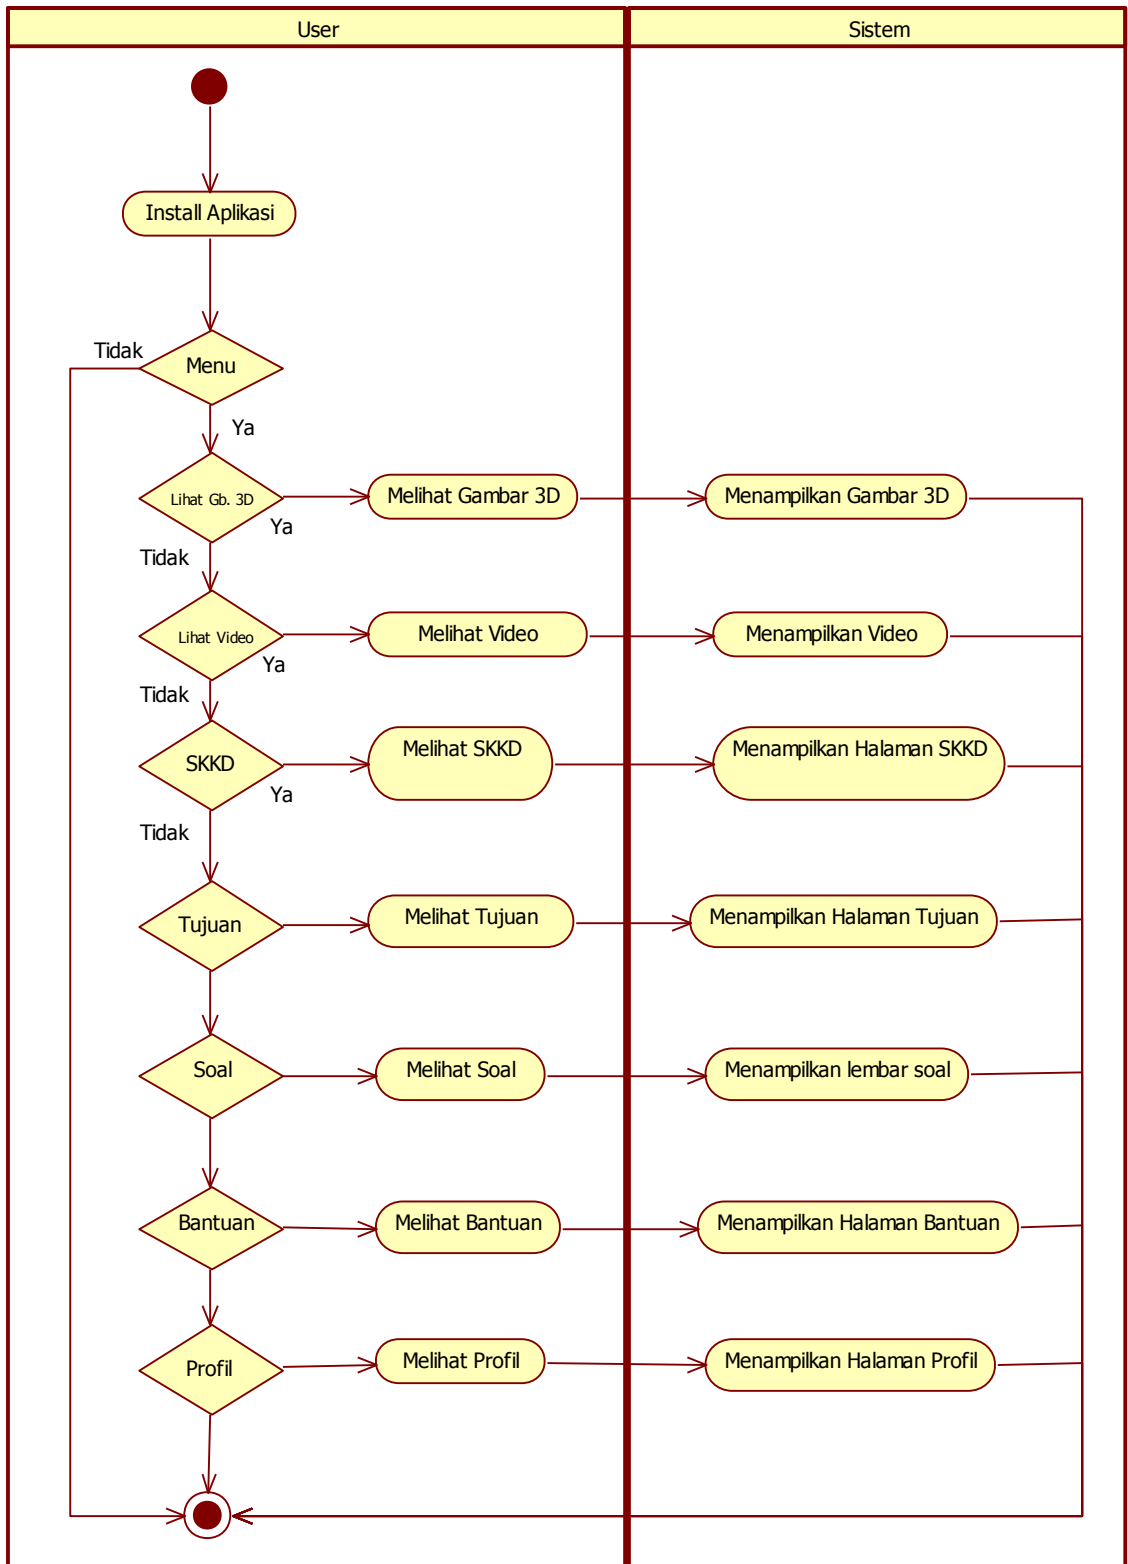 User
Sistem
Install Aplikasi
Tidak
Menu
Ya
Lihat Gb. 3D
Ya
Melihat Gambar 3D
Menampilkan Gambar 3D
Tidak
Lihat Video
Ya
Melihat Video
Menampilkan Video
Tidak
SKKD
Ya
Melihat SKKD
Menampilkan Halaman SKKD
Tidak
Tujuan
Melihat Tujuan
Menampilkan Halaman Tujuan
Soal
Melihat Soal
Menampilkan lembar soal
Bantuan
Melihat Bantuan
Menampilkan Halaman Bantuan
Profil
Melihat Profil
Menampilkan Halaman Profil